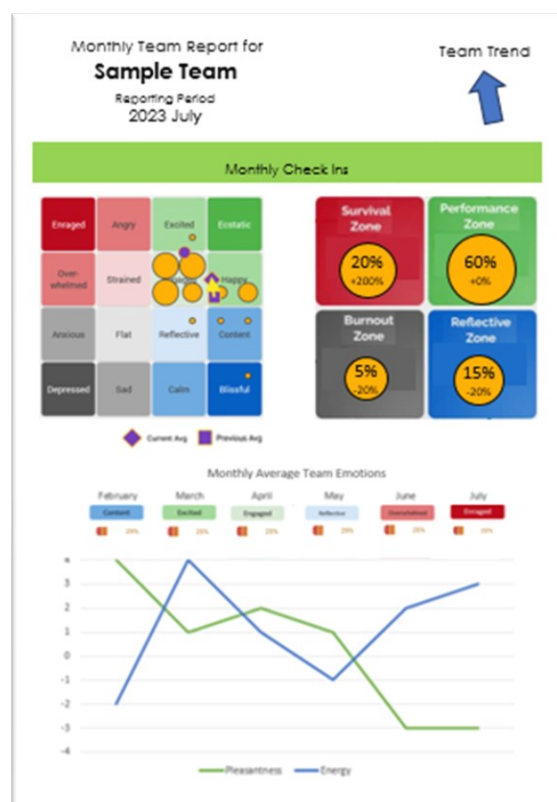 Monthly Team Report for
Sample Team
Reporting Period
2023 July
Team Trend
Monthly Check Ins
Enraged
Angry
Excited
Ecstatic
Over-
whelmed
Strained
Happy
Anxious
Flat
Reflective
Content
Depressed
Sad
Calm
Blissful
Current Avg
Previous Avg
Survival
Zone
20%
+200%
Performance
Zone
60%
+0%
Burnout
Zone
5%
-20%
Reflective
Zone
15%
-20%
Monthly Average Team Emotions
February
March
April
May
June
July
Content
Excited
Engaged
Reflective
Overwhelmed
Enraged
4
3
2
1
0
-1
-2
-3
-4
Pleasantness
Energy